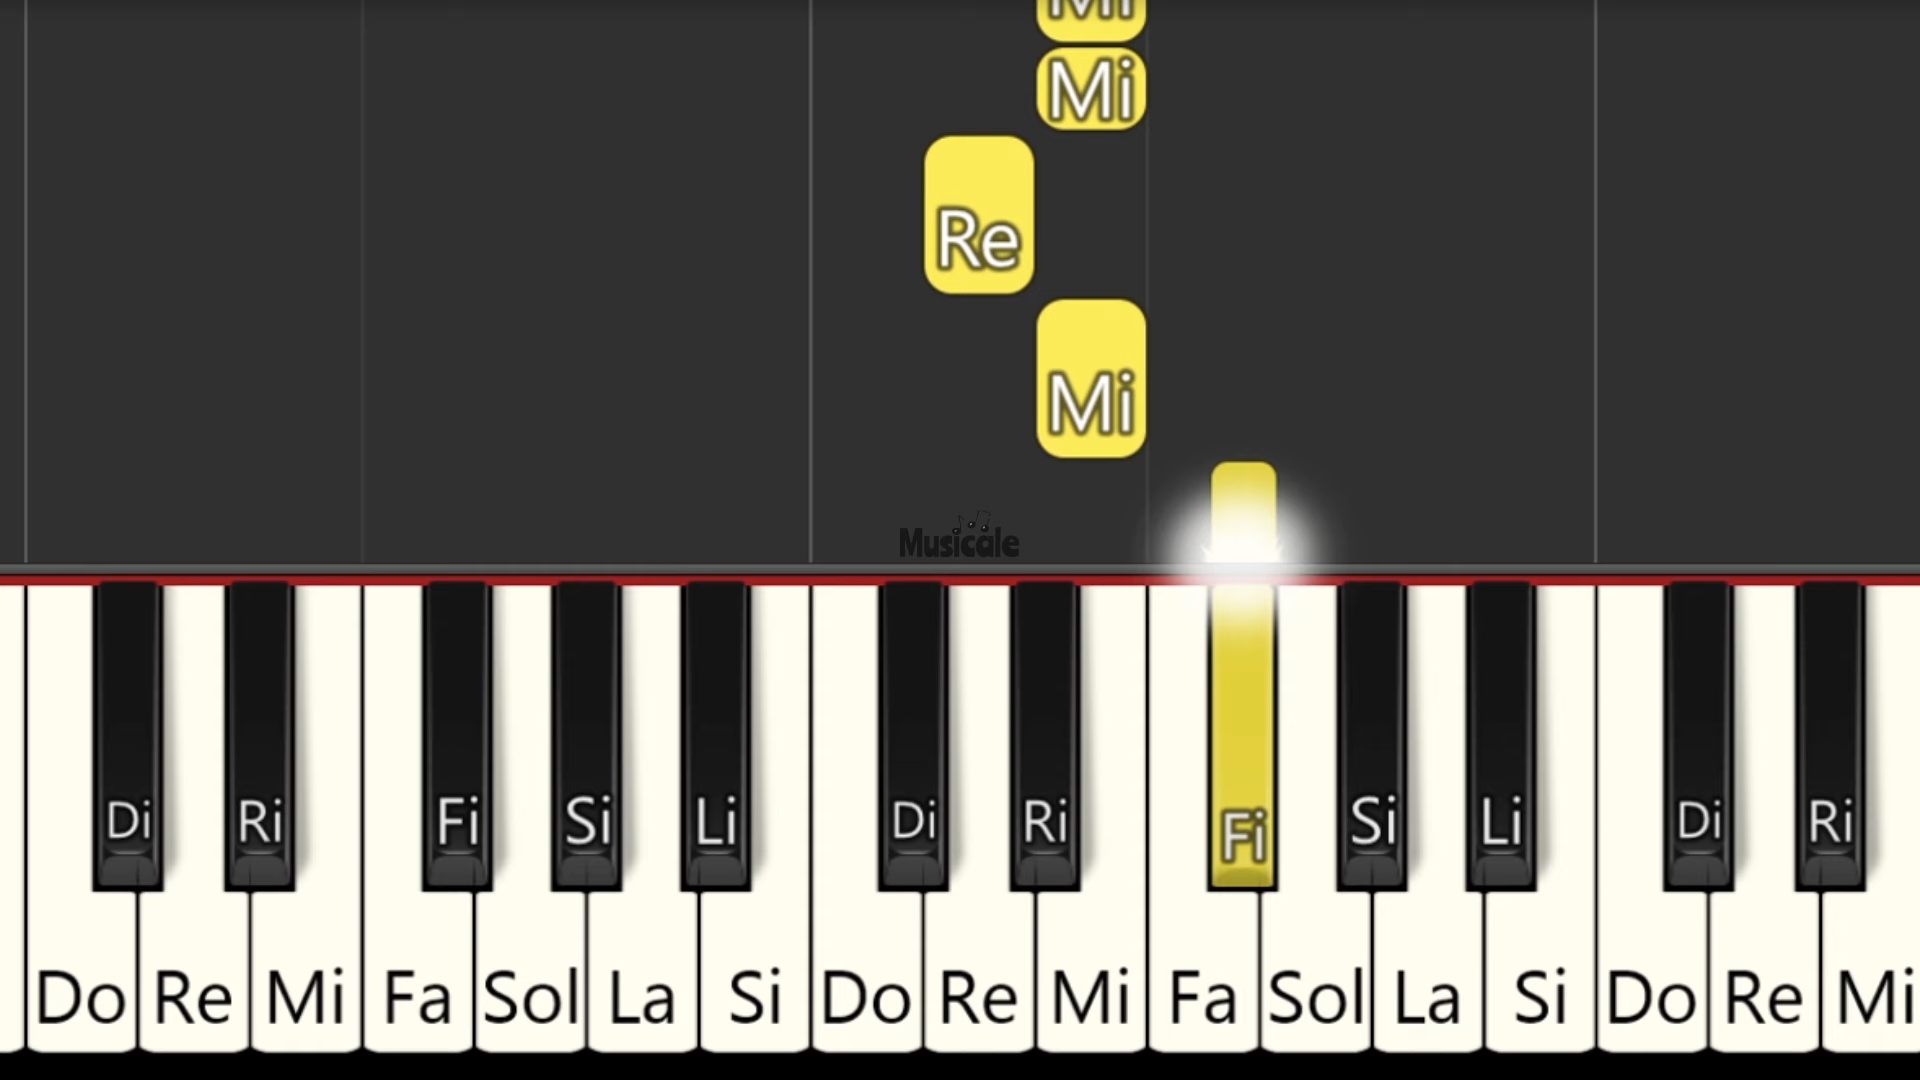 Mi
Mi
Re
Mi
Musicale
Di Ri Fi Si Li Di Ri Fi Si Li Di Ri
Do Re Mi Fa Sol La Si Do Re Mi Fa Sol La Si Do Re Mi